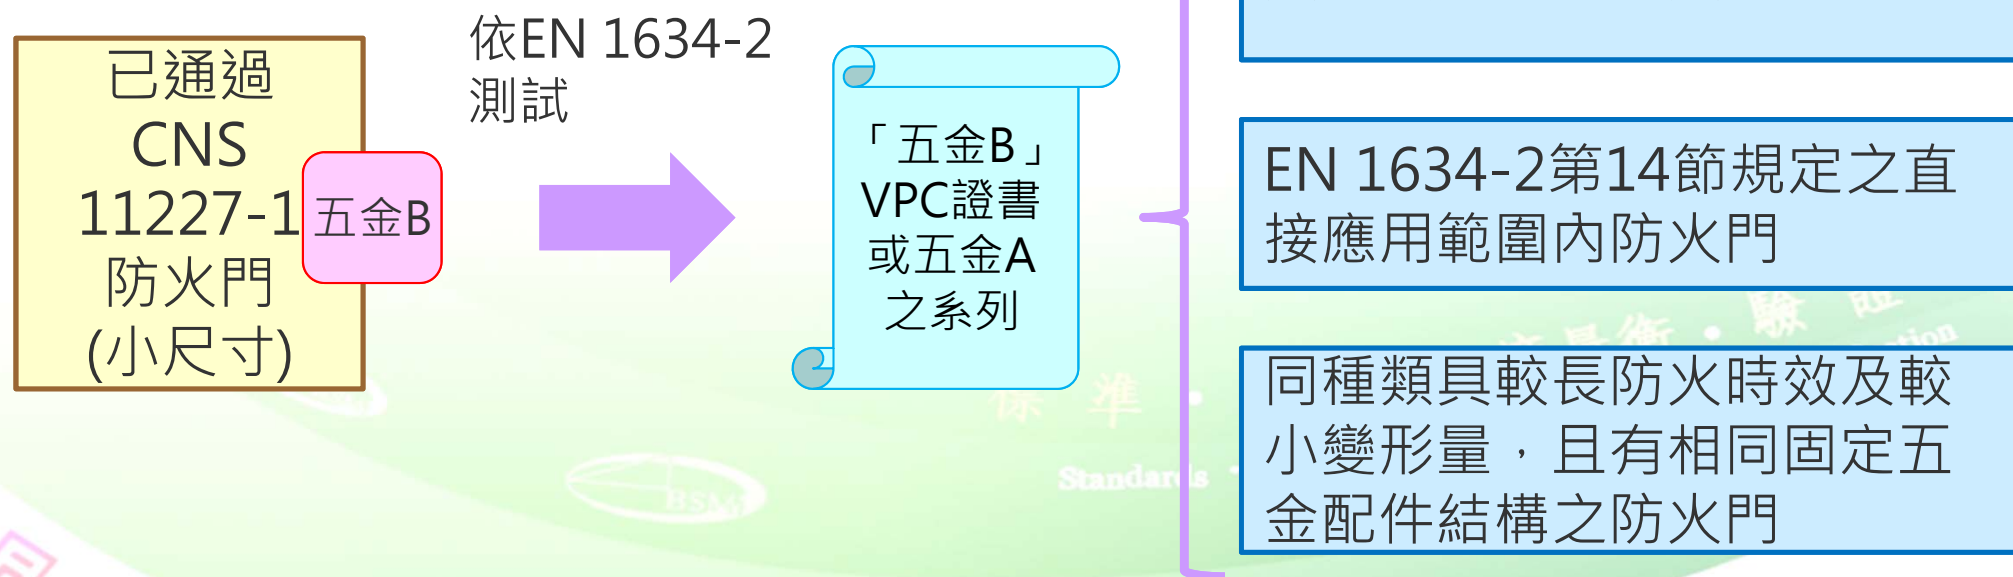 已通過
CNS
11227-1
防火門
(小尺寸)
五金B
依EN 1634-2
測試
「五金B」
VPC證書
或五金A
之系列
EN 1634-2第14節規定之直
接應用範圍內防火門
同種類具較長防火時效及較
小變形量，且有相同固定五
金配件結構之防火門
標準
Standards
BSMI